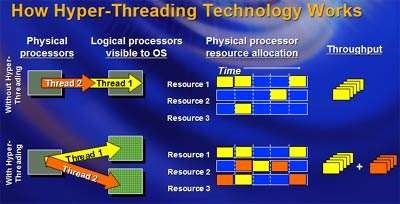 How Hyper-Threading Technology Works
Physical
processors
Logical processors
visible to OS
Physical processor
resource allocation
Throughput
Time
Without Hyper-
Threading
Thread 2
Thread 1
Resource 1
Resource 2
Resource 3
With Hyper-
Threading
Thread 1
Thread 2
Resource 1
Resource 2
Resource 3
+